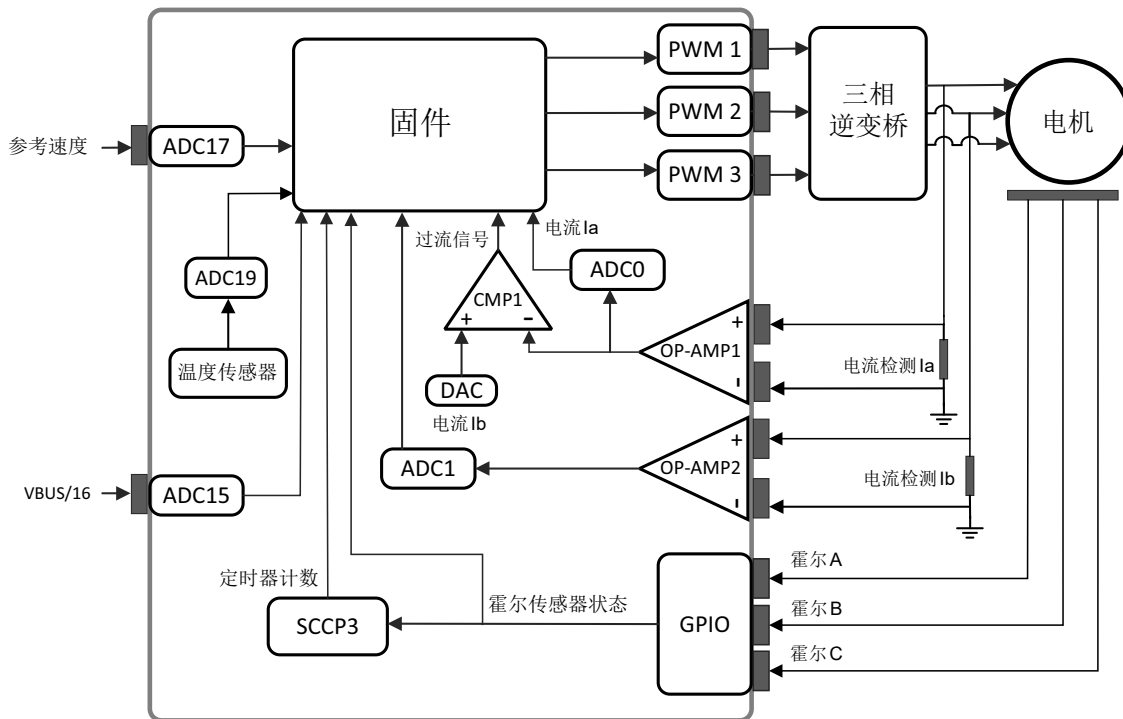 PWM 1
三相
逆变桥
固件
PWM 2
电机
参考速度
ADC17
PWM 3
过流信号
电流Ia
ADC19
ADC0
CMP1
+
-
+
OP-AMP1
-
温度传感器
电流检测Ia
DAC
电流Ib
ADC1
+
OP-AMP2
-
电流检测Ib
VBUS/16
ADC15
霍尔A
定时器计数
霍尔传感器状态
SCCP3
GPIO
霍尔B
霍尔C